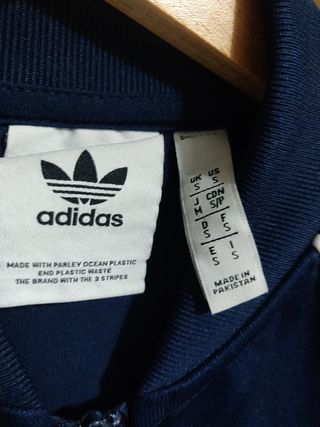 adidas
MADE WITH PARLEY OCEAN PLASTIC
END PLASTIC WASTE
THE BRAND WITH THE 3 STRIPES
UK US
S S
J CDN
M S/P
D F
S S
E I
S S
MADE IN
PAKISTAN